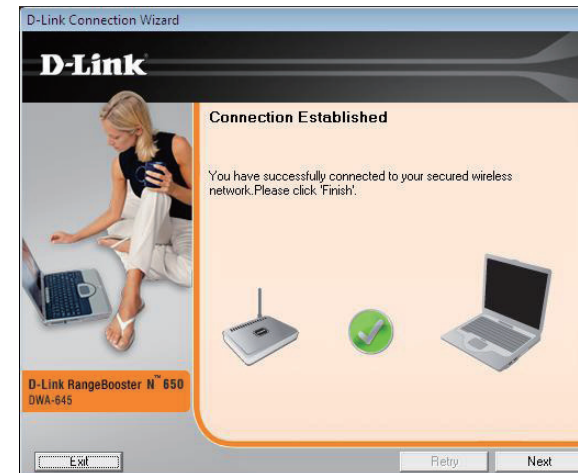 D-Link Connection Wizard
D-Link
Connection Established
You have successfully connected to your secured wireless
network.Please click 'Finish'.
D-Link RangeBooster N™ 650
DWA-645
Exit
Retry
Next